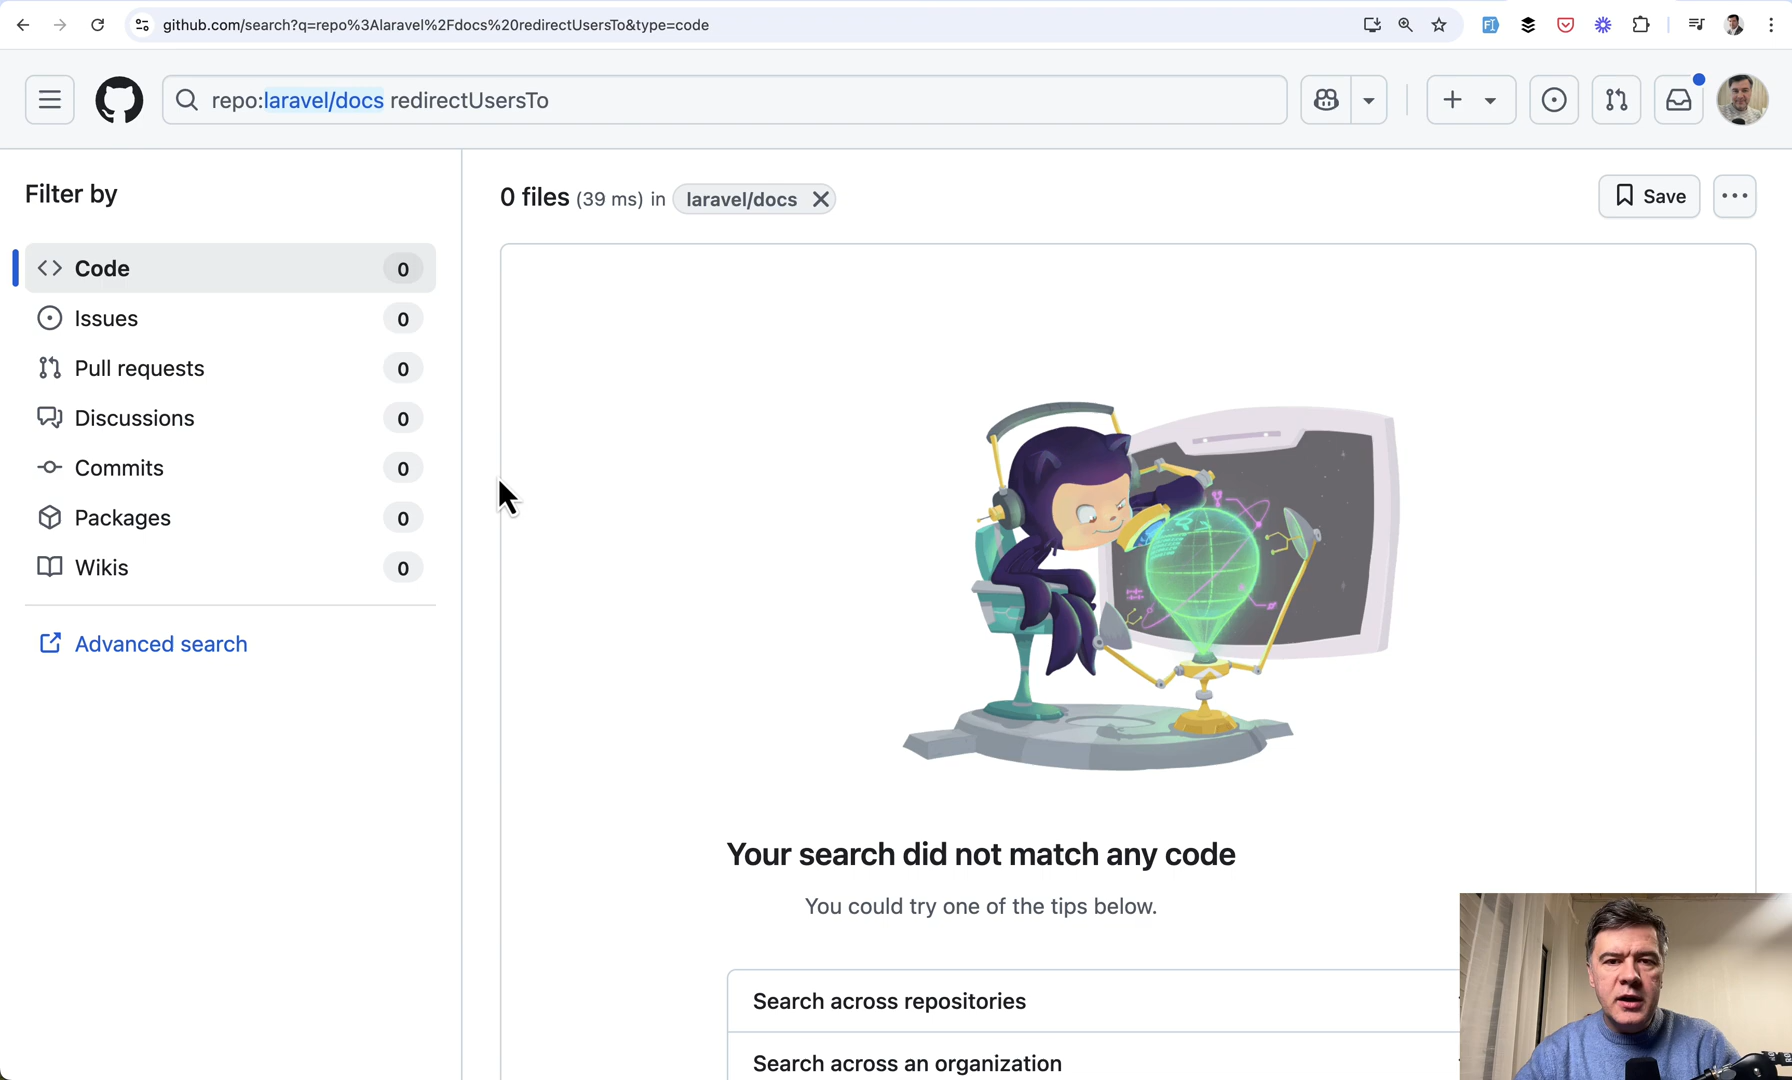 github.com/search?q=repo%3Alaravel%2Fdocs%20redirectUsersTo&type=code
repo:laravel/docs redirectUsersTo
Filter by
0 files (39 ms) in laravel/docs
Save
Code 0
Issues 0
Pull requests 0
Discussions 0
Commits 0
Packages 0
Wikis 0
Advanced search
Your search did not match any code
You could try one of the tips below.
Search across repositories
Search across an organization